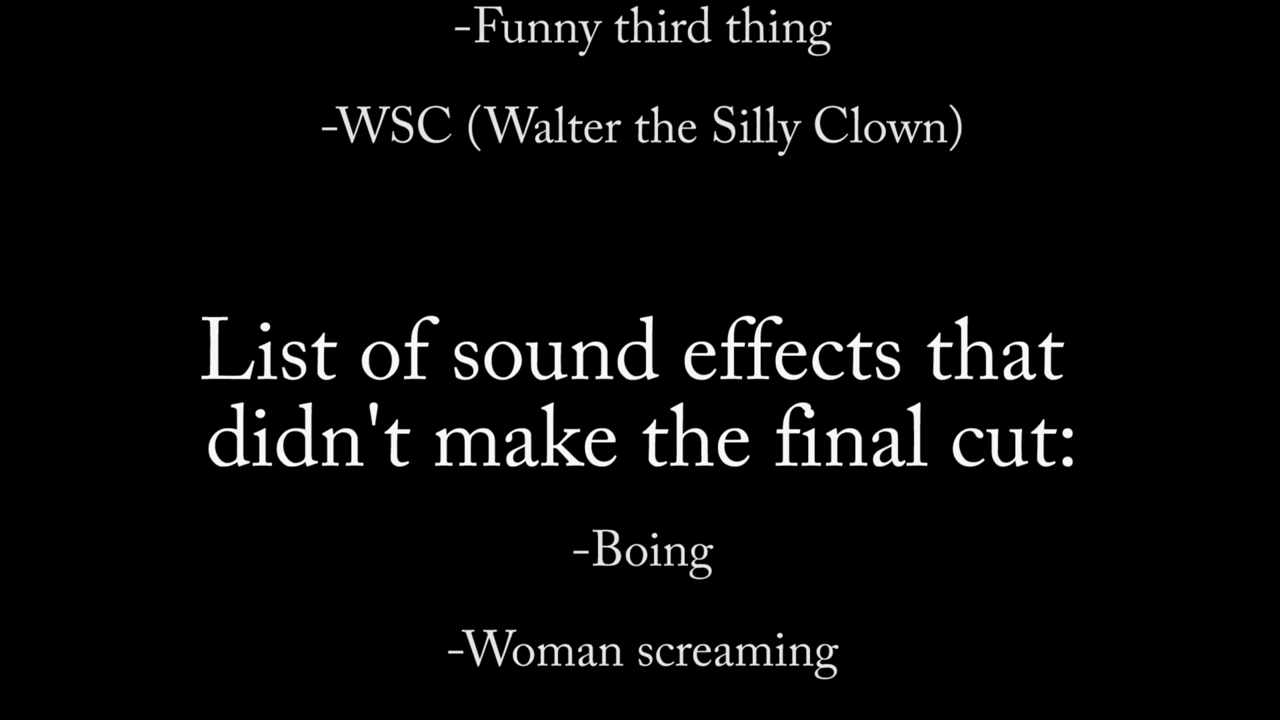 -Funny third thing
-WSC (Walter the Silly Clown)
List of sound effects that
didn't make the final cut:
-Boing
-Woman screaming